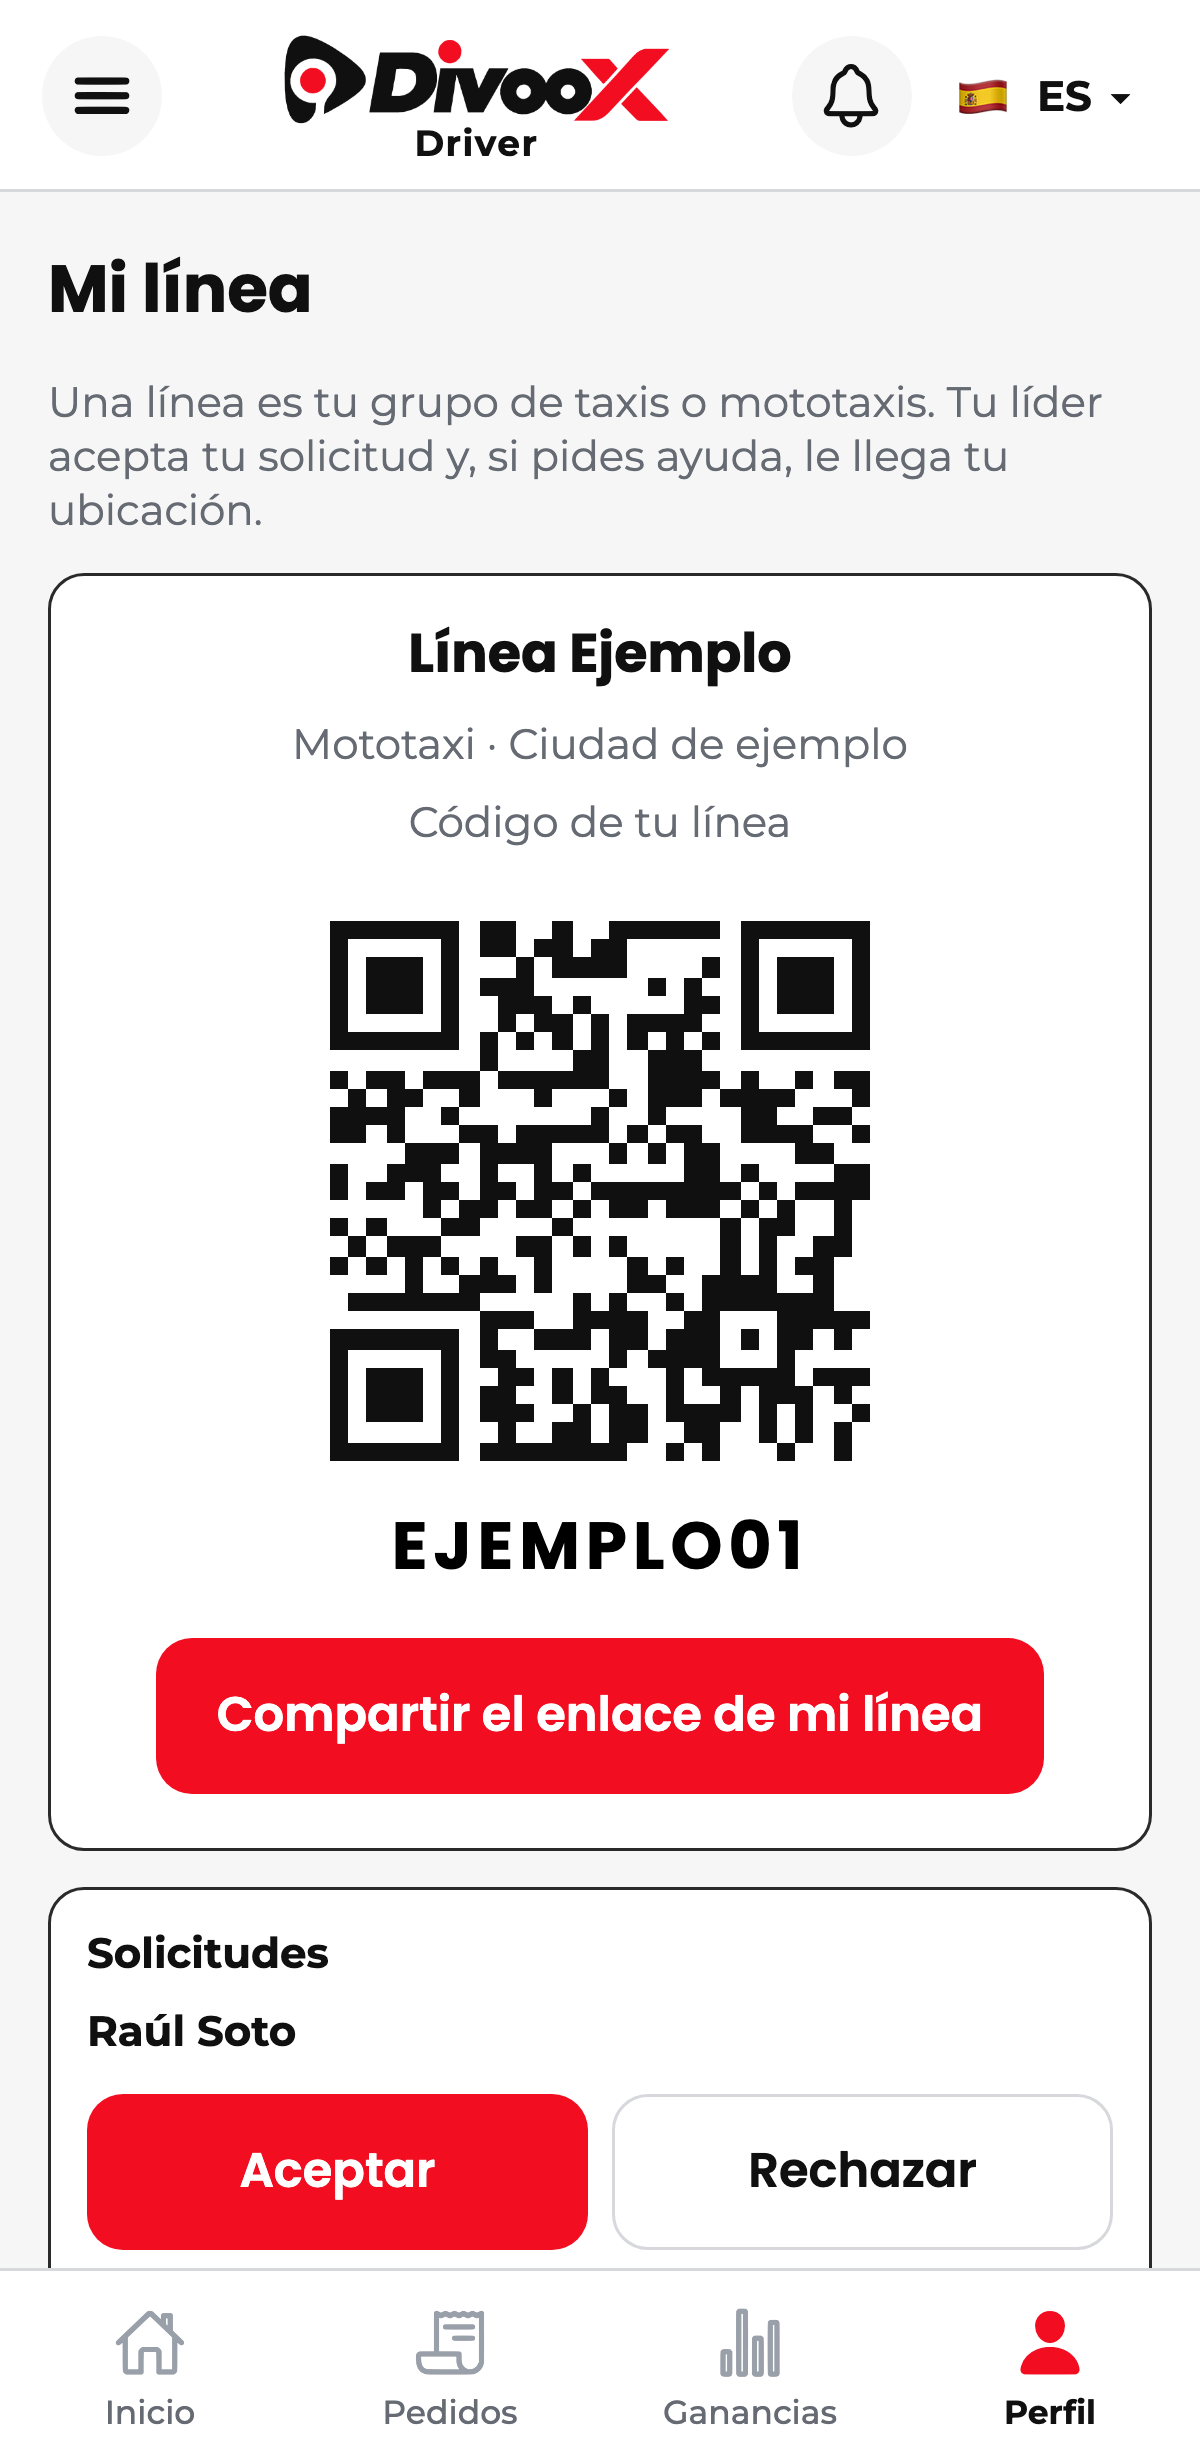 DivooX
Driver
ES
Mi línea
Una línea es tu grupo de taxis o mototaxis. Tu líder
acepta tu solicitud y, si pides ayuda, le llega tu
ubicación.
Línea Ejemplo
Mototaxi · Ciudad de ejemplo
Código de tu línea
EJEMPLO01
Compartir el enlace de mi línea
Solicitudes
Raúl Soto
Aceptar
Rechazar
Inicio
Pedidos
Ganancias
Perfil